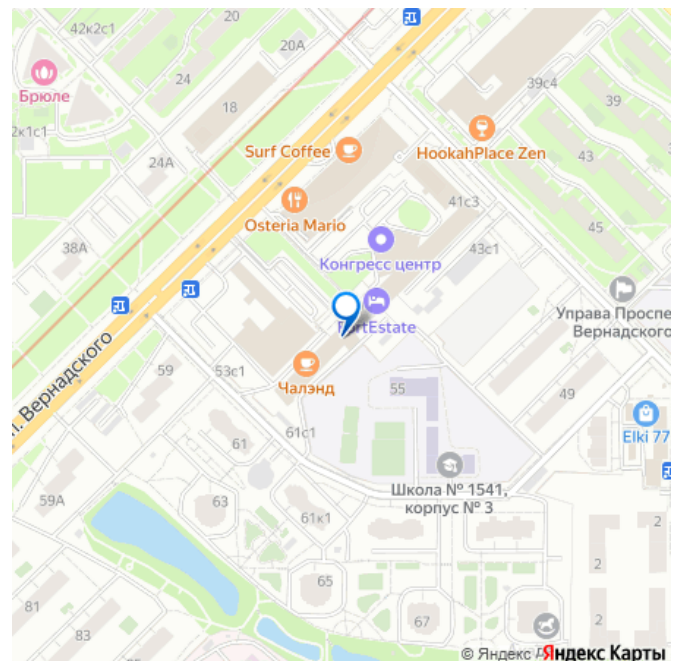 42к2с1
20
20А
24
Брюле
18
39с4
39
2к1с1
Surf Coffee
HookahPlace Zen
43
24А
Osteria Mario
41с3
45
38А
Конгресс центр
43с1
Управа Проспе
Вернадского
п. Вернадского
59
53с1
Чалэнд
55
49
61с1
Elki 77
61
59А
63
61к1
Школа № 1541,
корпус № 3
2
2
65
81
83
67
2
© Яндекс
Яндекс Карты